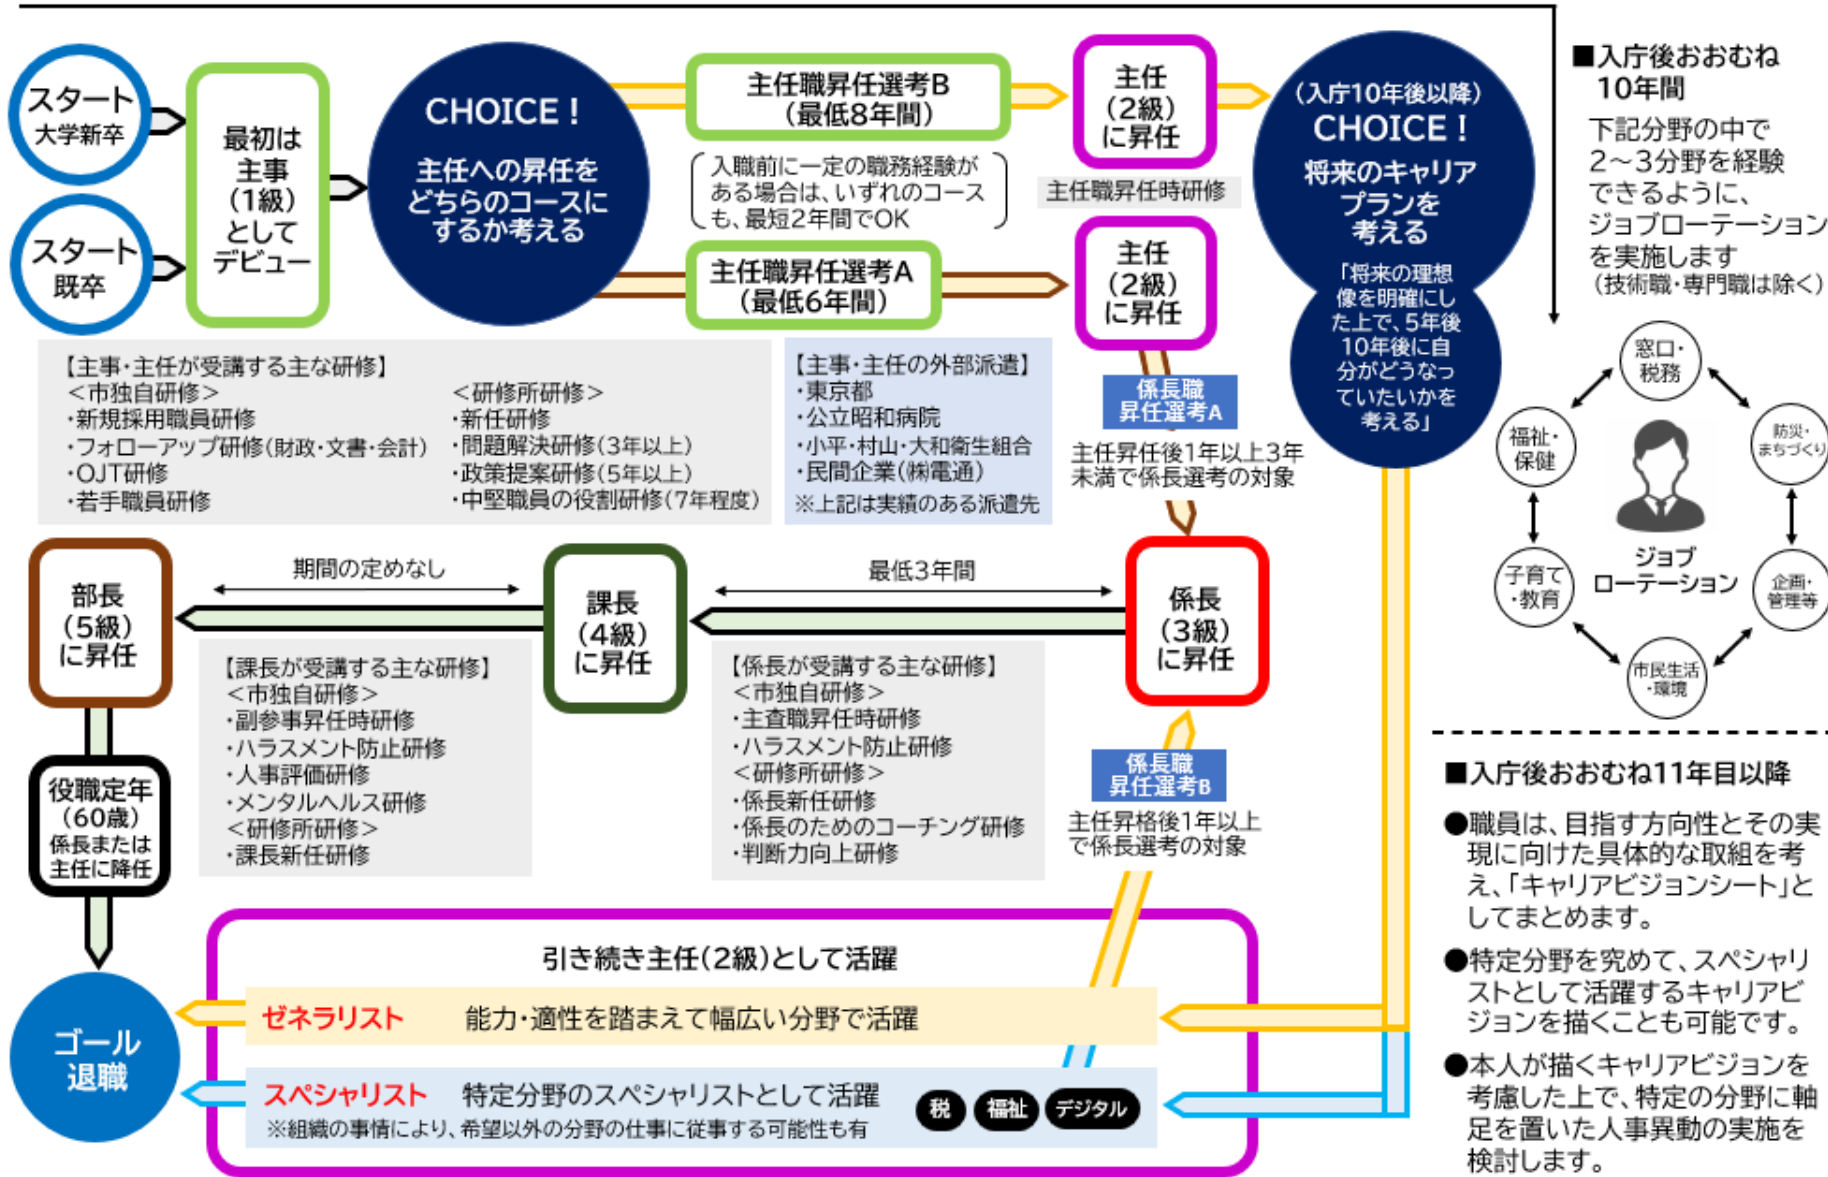 スタート
大学新卒
スタート
既卒
最初は
主事
(1級)
として
デビュー
CHOICE!
主任への昇任を
どちらのコースに
するか考える
主任職昇任選考B
(最低8年間)
入職前に一定の職務経験が
ある場合は、いずれのコース
も、最短2年間でOK
主任職昇任選考A
(最低6年間)
主任
(2級)
に昇任
主任職昇任時研修
主任
(2級)
に昇任
(入庁10年後以降)
CHOICE!
将来のキャリア
プランを
考える
「将来の理想
像を明確にし
た上で、5年後
10年後に自
分がどうなっ
ていたいかを
考える」
■入庁後おおむね
10年間
下記分野の中で
2～3分野を経験
できるように、
ジョブローテーション
を実施します
(技術職・専門職は除く)
窓口・
税務
防災・
まちづくり
企画・
管理等
市民生活
・環境
子育て
・教育
福祉・
保健
ジョブ
ローテーション
【主事・主任が受講する主な研修】
<市独自研修>
・新規採用職員研修
・フォローアップ研修(財政・文書・会計)
・OJT研修
・若手職員研修
<研修所研修>
・新任研修
・問題解決研修(3年以上)
・政策提案研修(5年以上)
・中堅職員の役割研修(7年程度)
【主事・主任の外部派遣】
・東京都
・公立昭和病院
・小平・村山・大和衛生組合
・民間企業(㈱電通)
※上記は実績のある派遣先
係長職
昇任選考A
主任昇任後1年以上3年
未満で係長選考の対象
係長
(3級)
に昇任
最低3年間
課長
(4級)
に昇任
期間の定めなし
部長
(5級)
に昇任
【課長が受講する主な研修】
<市独自研修>
・副参事昇任時研修
・ハラスメント防止研修
・人事評価研修
・メンタルヘルス研修
<研修所研修>
・課長新任研修
【係長が受講する主な研修】
<市独自研修>
・主査職昇任時研修
・ハラスメント防止研修
<研修所研修>
・係長新任研修
・係長のためのコーチング研修
・判断力向上研修
係長職
昇任選考B
主任昇格後1年以上
で係長選考の対象
役職定年
(60歳)
係長または
主任に降任
ゴール
退職
引き続き主任(2級)として活躍
ゼネラリスト 能力・適性を踏まえて幅広い分野で活躍
スペシャリスト 特定分野のスペシャリストとして活躍
税 福祉 デジタル
※組織の事情により、希望以外の分野の仕事に従事する可能性も有
■入庁後おおむね11年目以降
●職員は、目指す方向性とその実
現に向けた具体的な取組を考
え、「キャリアビジョンシート」と
してまとめます。
●特定分野を究めて、スペシャリ
ストとして活躍するキャリアビ
ジョンを描くことも可能です。
●本人が描くキャリアビジョンを
考慮した上で、特定の分野に軸
足を置いた人事異動の実施を
検討します。